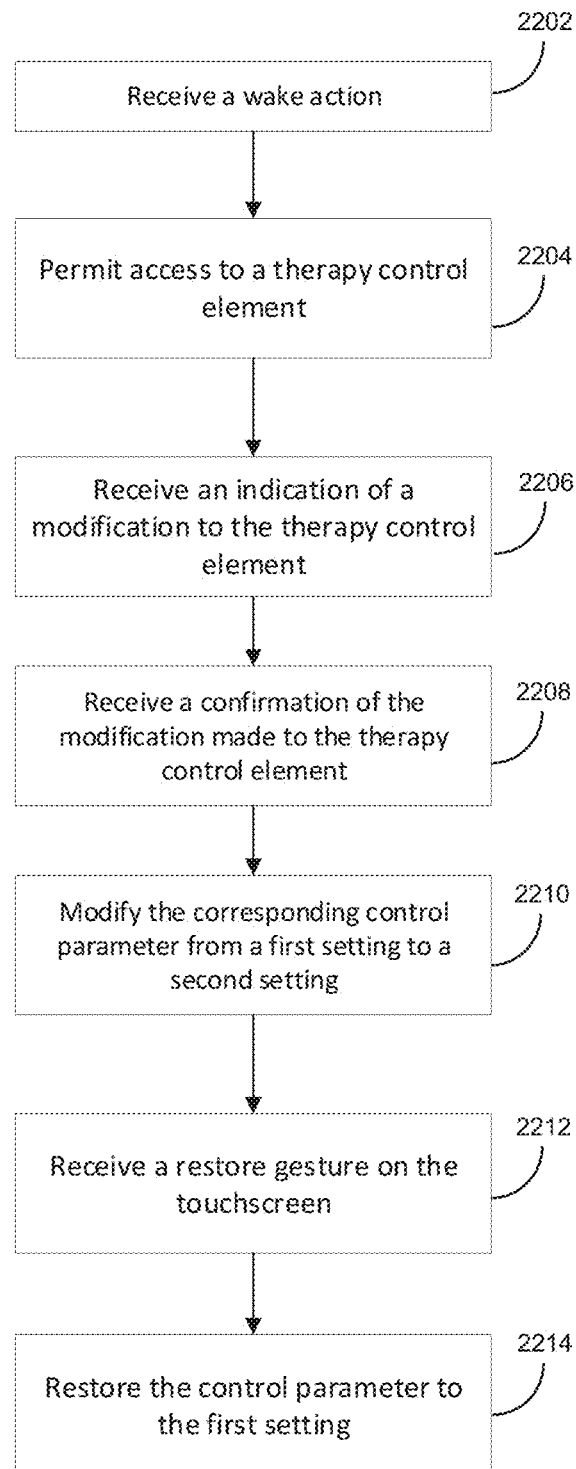 2202
Receive a wake action
2204
Permit access to a therapy control
element
2206
Receive an indication of a
modification to the therapy control
element
2208
Receive a confirmation of the
modification made to the therapy
control element
2210
Modify the corresponding control
parameter from a first setting to a
second setting
2212
Receive a restore gesture on the
touchscreen
2214
Restore the control parameter to
the first setting